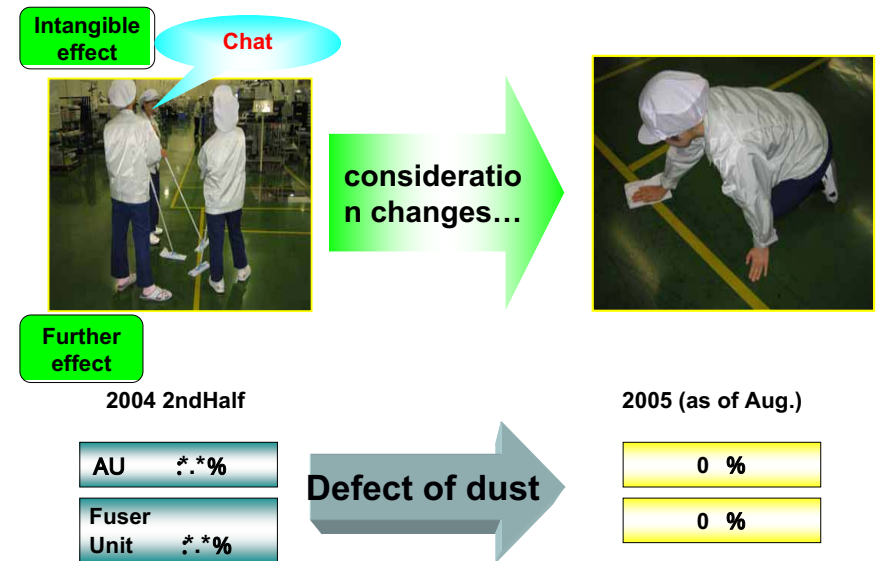 Intangible
effect
Chat
consideratio
n changes…
Further
effect
2004 2ndHalf
2005 (as of Aug.)
AU :*.*%
Defect of dust
0 %
Fuser
Unit :*.*%
0 %